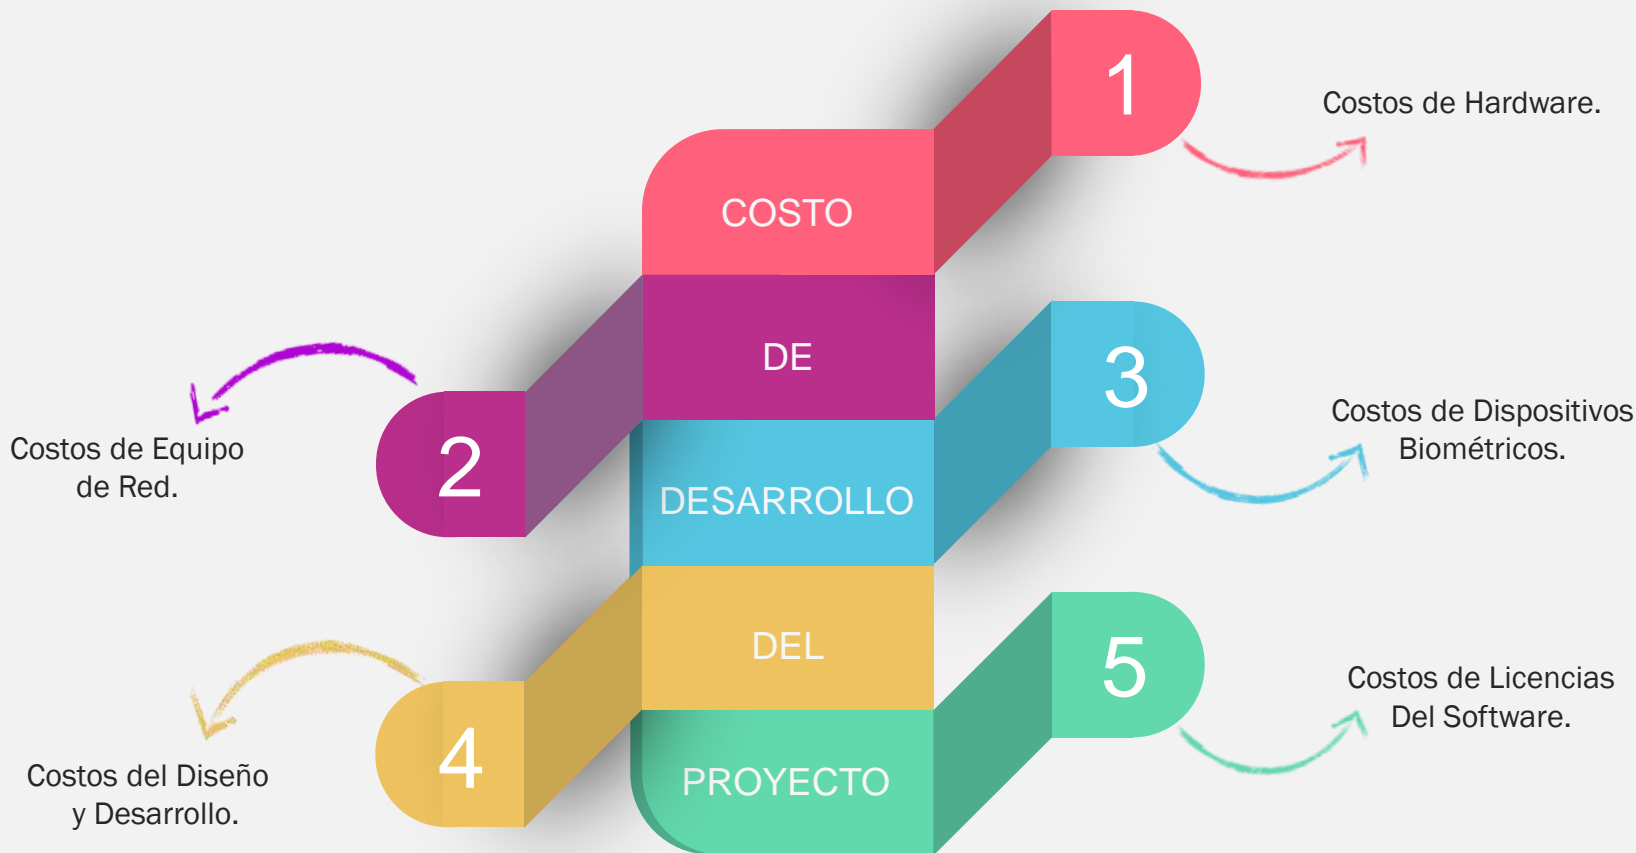 1
Costos de Hardware.
COSTO
DE
2
Costos de Equipo
de Red.
3
Costos de Dispositivos
Biométricos.
DESARROLLO
DEL
4
Costos del Diseño
y Desarrollo.
5
Costos de Licencias
Del Software.
PROYECTO